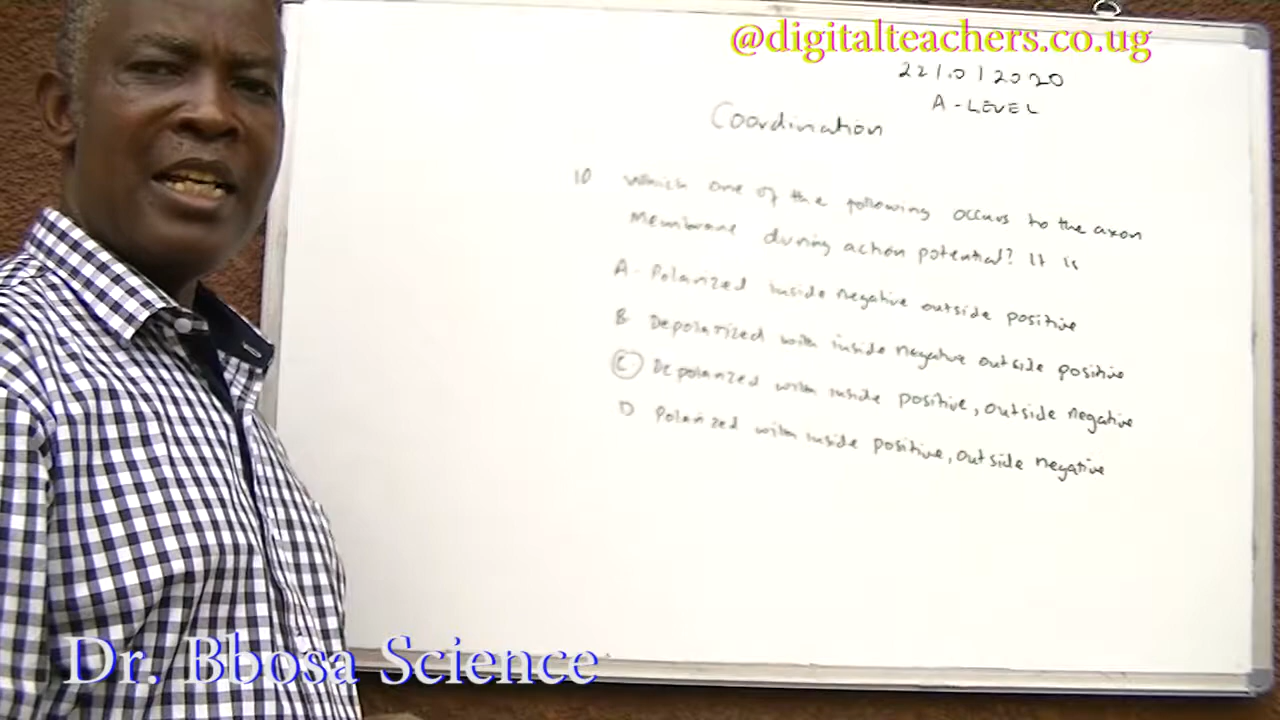 @digitalteachers.co.ug
22/10/2020
A-LEVEL
Coordination
10 Which one of the following occurs to the axon
Membrane during action potential? It is
A- Polarized inside negative outside positive
B Depolarized with inside negative outside positive
C Depolarized with inside positive, outside negative
D Polarized with inside positive, outside negative
Dr. Bbosa Science